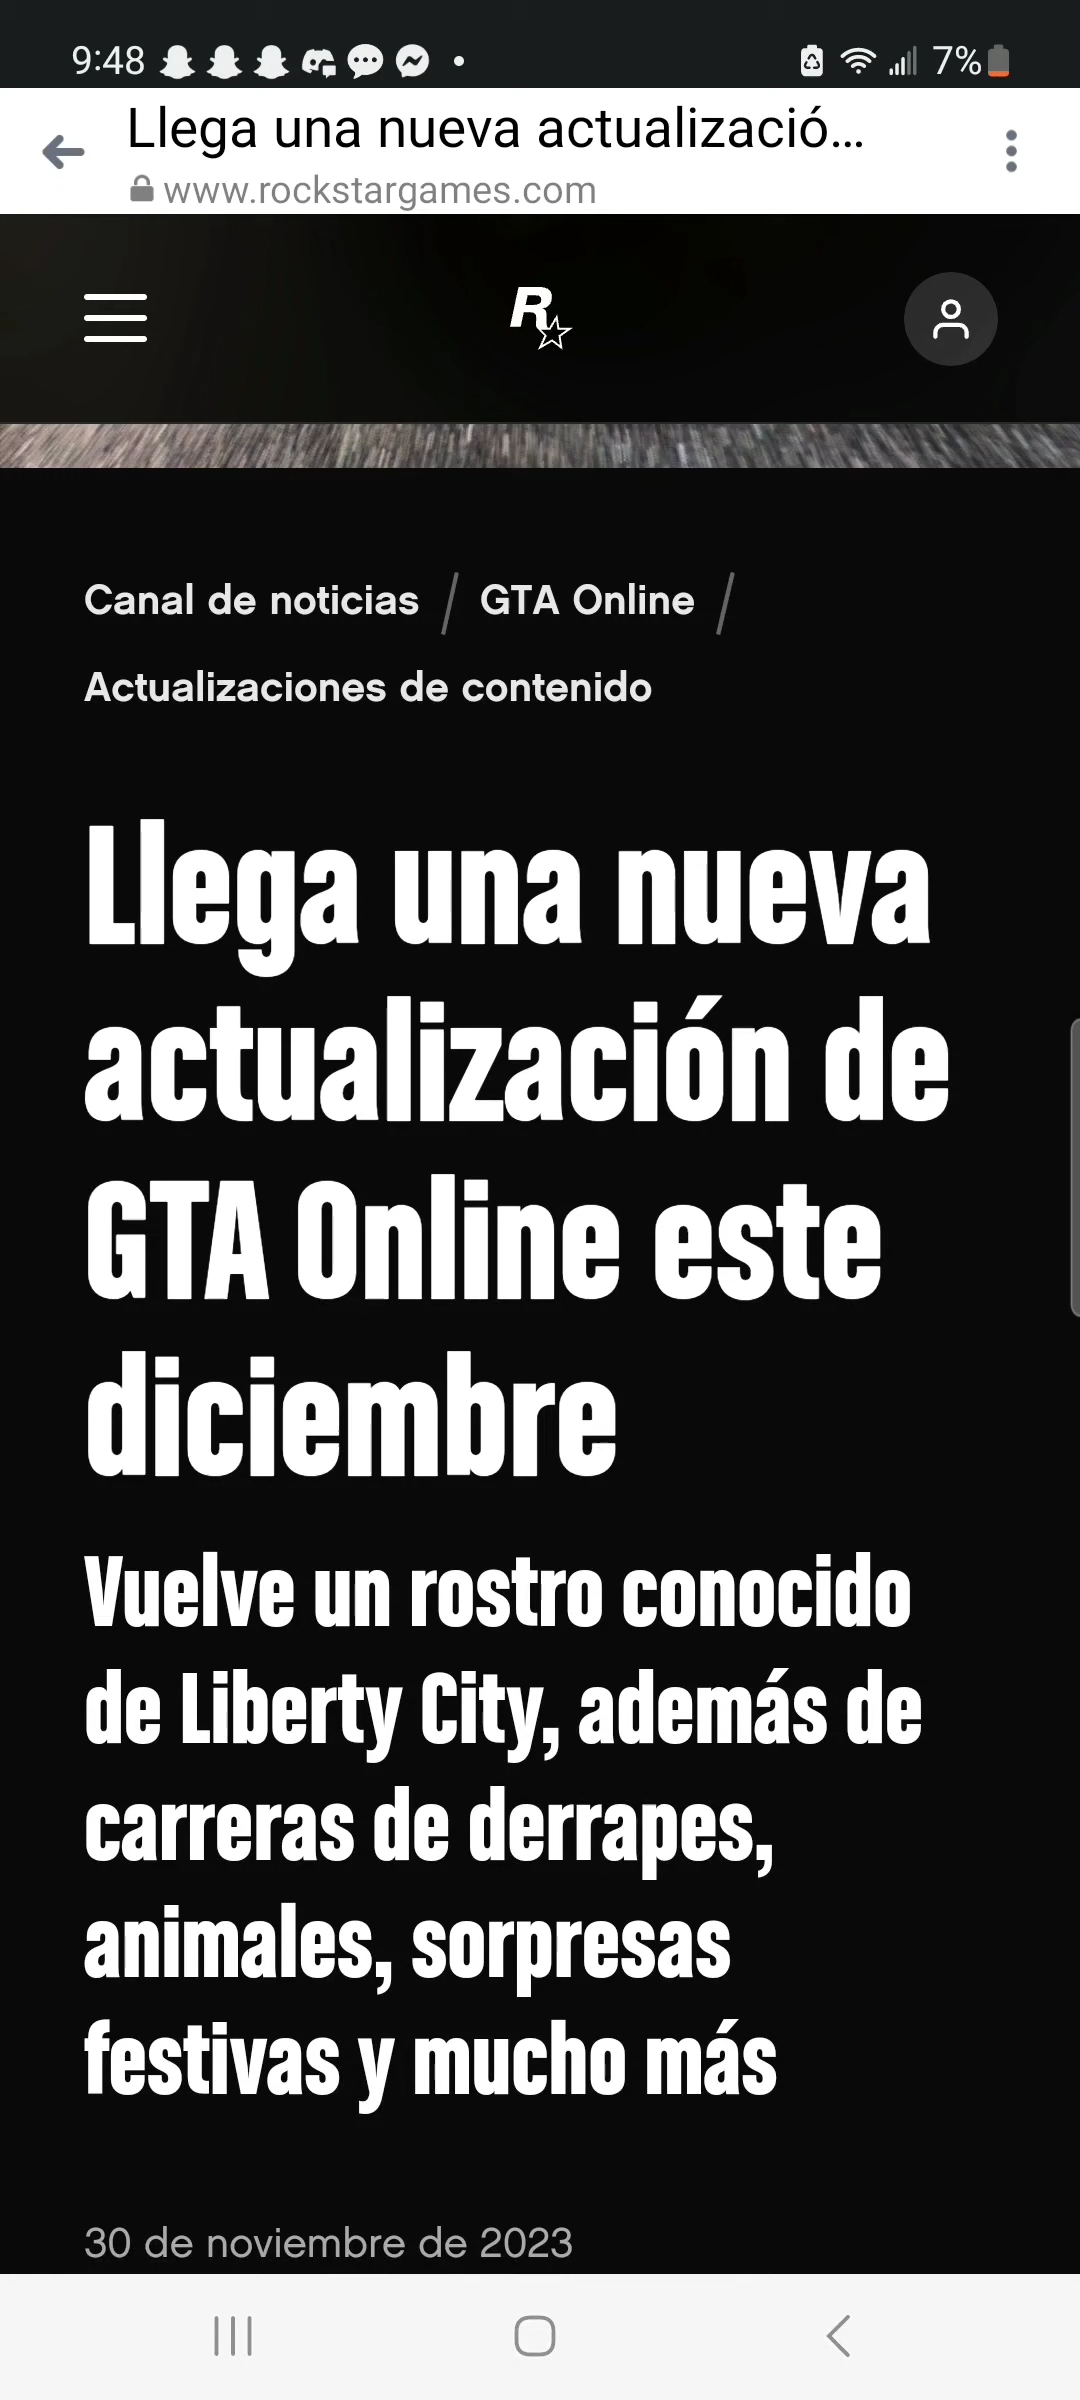 9:48 7%
Llega una nueva actualizació...
www.rockstargames.com
R
Canal de noticias / GTA Online /
Actualizaciones de contenido
Llega una nueva
actualización de
GTA Online este
diciembre
Vuelve un rostro conocido
de Liberty City, además de
carreras de derrapes,
animales, sorpresas
festivas y mucho más
30 de noviembre de 2023